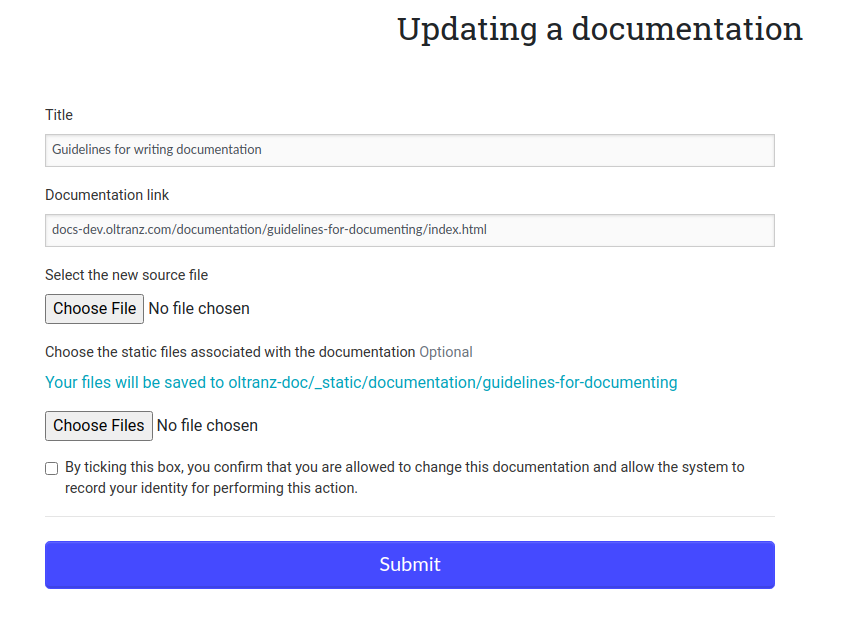 Updating a documentation
Title
Guidelines for writing documentation
Documentation link
docs-dev.oltranz.com/documentation/guidelines-for-documenting/index.html
Select the new source file
Choose File No file chosen
Choose the static files associated with the documentation Optional
Your files will be saved to oltranz-doc/_static/documentation/guidelines-for-documenting
Choose Files No file chosen
By ticking this box, you confirm that you are allowed to change this documentation and allow the system to
record your identity for performing this action.
Submit